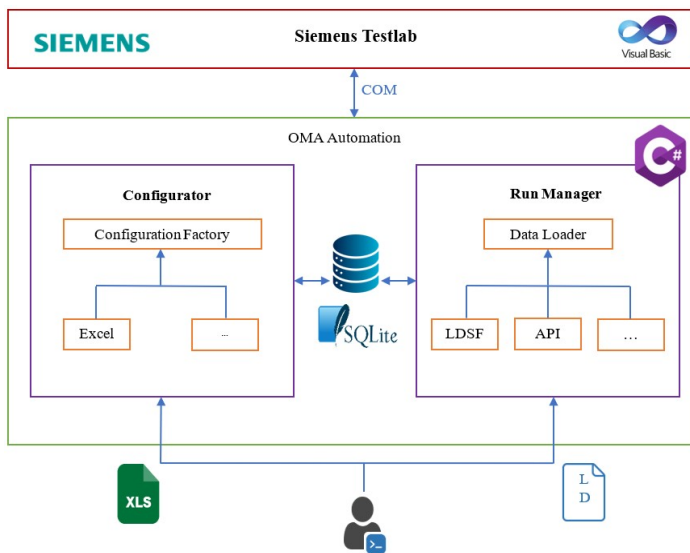 SIEMENS
Siemens Testlab
Visual Basic
COM
OMA Automation
C#
Configurator
Configuration Factory
Excel
...
SQLite
Run Manager
Data Loader
LDSF
API
...
XLS
L
D
>_